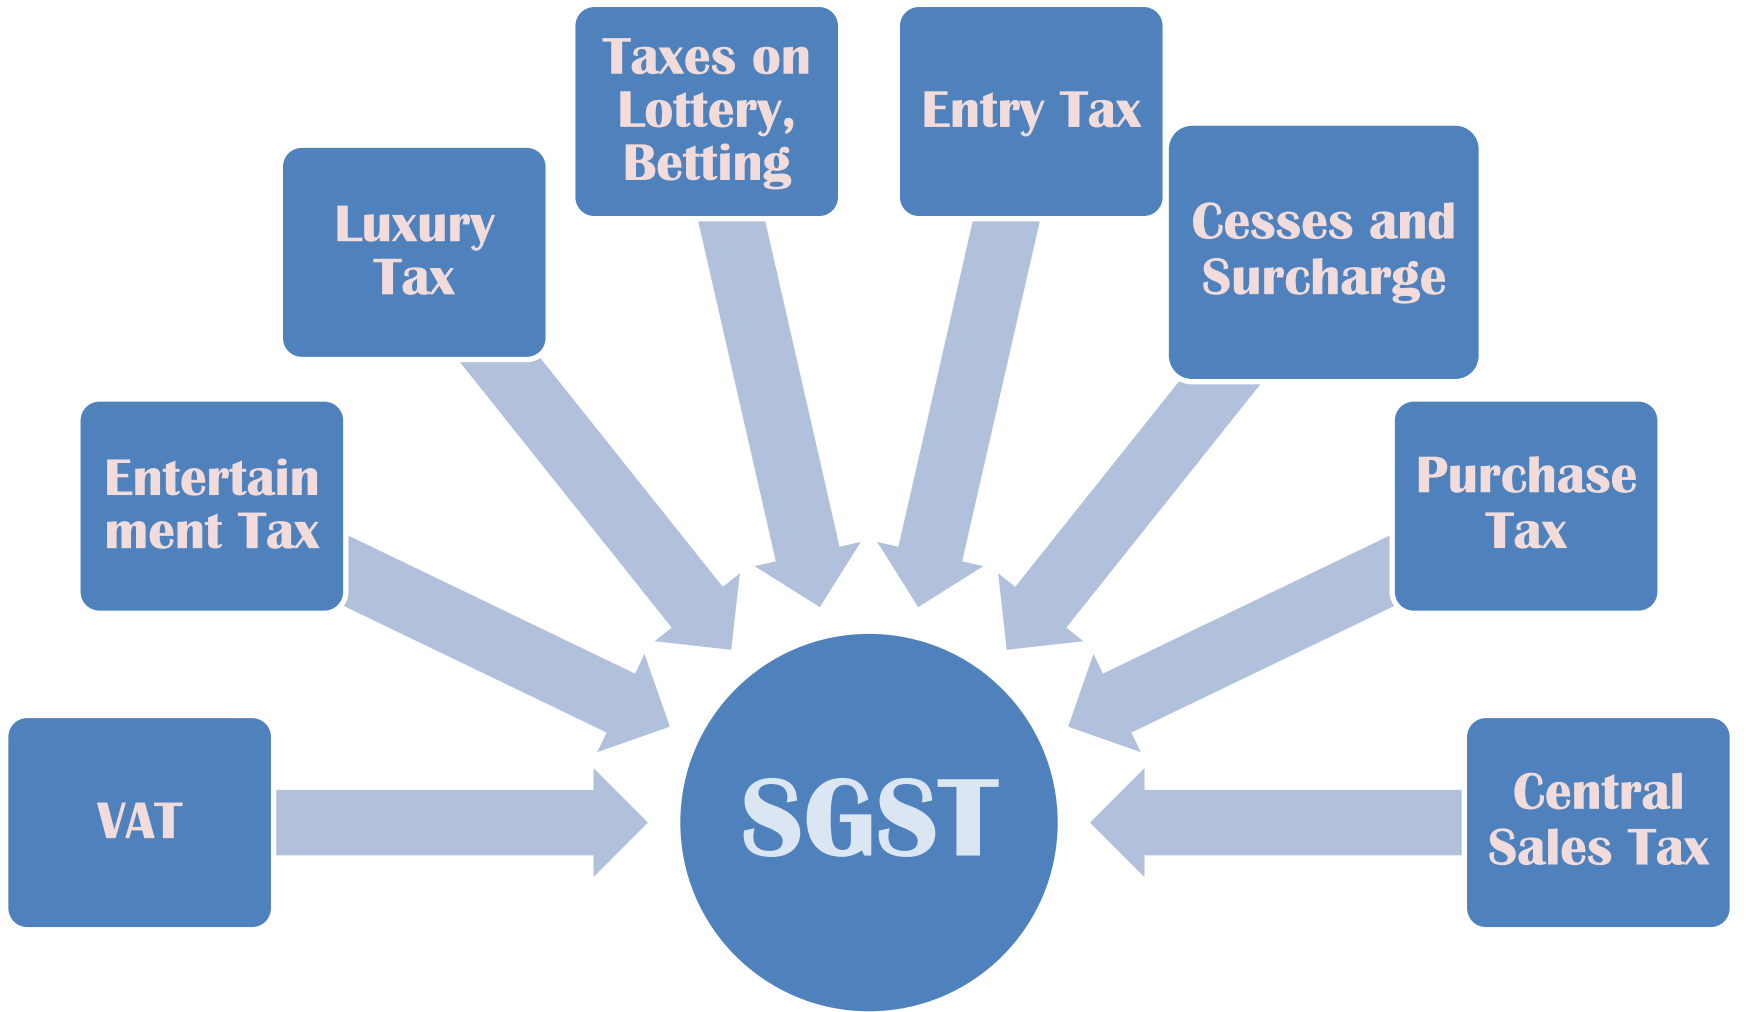 Taxes on
Lottery,
Betting
Entry Tax
Luxury
Tax
Cesses and
Surcharge
Entertain
ment Tax
Purchase
Tax
VAT
SGST
Central
Sales Tax